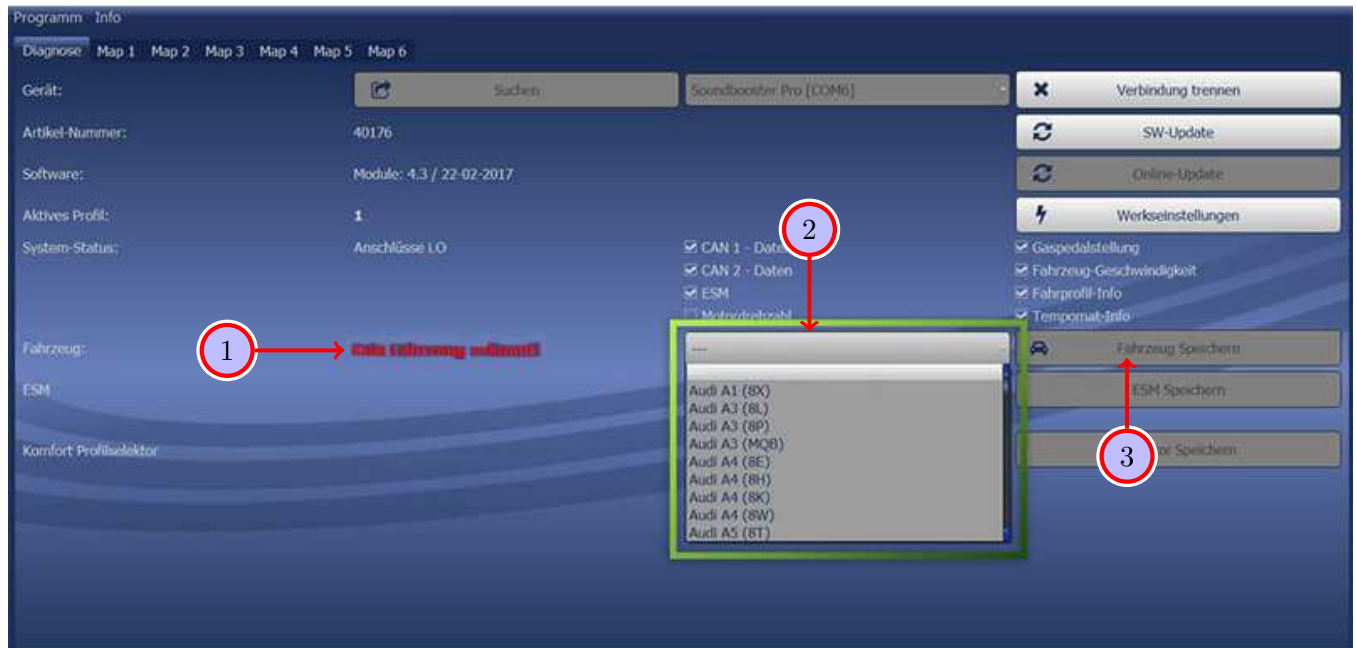 Programm Info
Diagnose Map 1 Map 2 Map 3 Map 4 Map 5 Map 6
Gerät: Suchen Soundbooster Pro [COM6] Verbindung trennen
Artikel-Nummer: 40176 SW-Update
Software: Module: 4.3 / 22-02-2017 Online-Update
Aktives Profil: 1 Werkseinstellungen
2
System-Status: Anschlüsse I.O CAN 1 - Daten Gaspedalstellung
CAN 2 - Daten Fahrzeug-Geschwindigkeit
ESM Fahrprofil-Info
Motordrehzahl Tempomat-Info
Fahrzeug: 1 --- Fahrzeug Speichern
ESM ESM Speichern
Audi A1 (8X)
Audi A3 (8L)
Audi A3 (8P)
Audi A3 (MQB)
Komfort Profilselektor 3 Speichern
Audi A4 (8E)
Audi A4 (8H)
Audi A4 (8K)
Audi A4 (8W)
Audi A5 (8T)